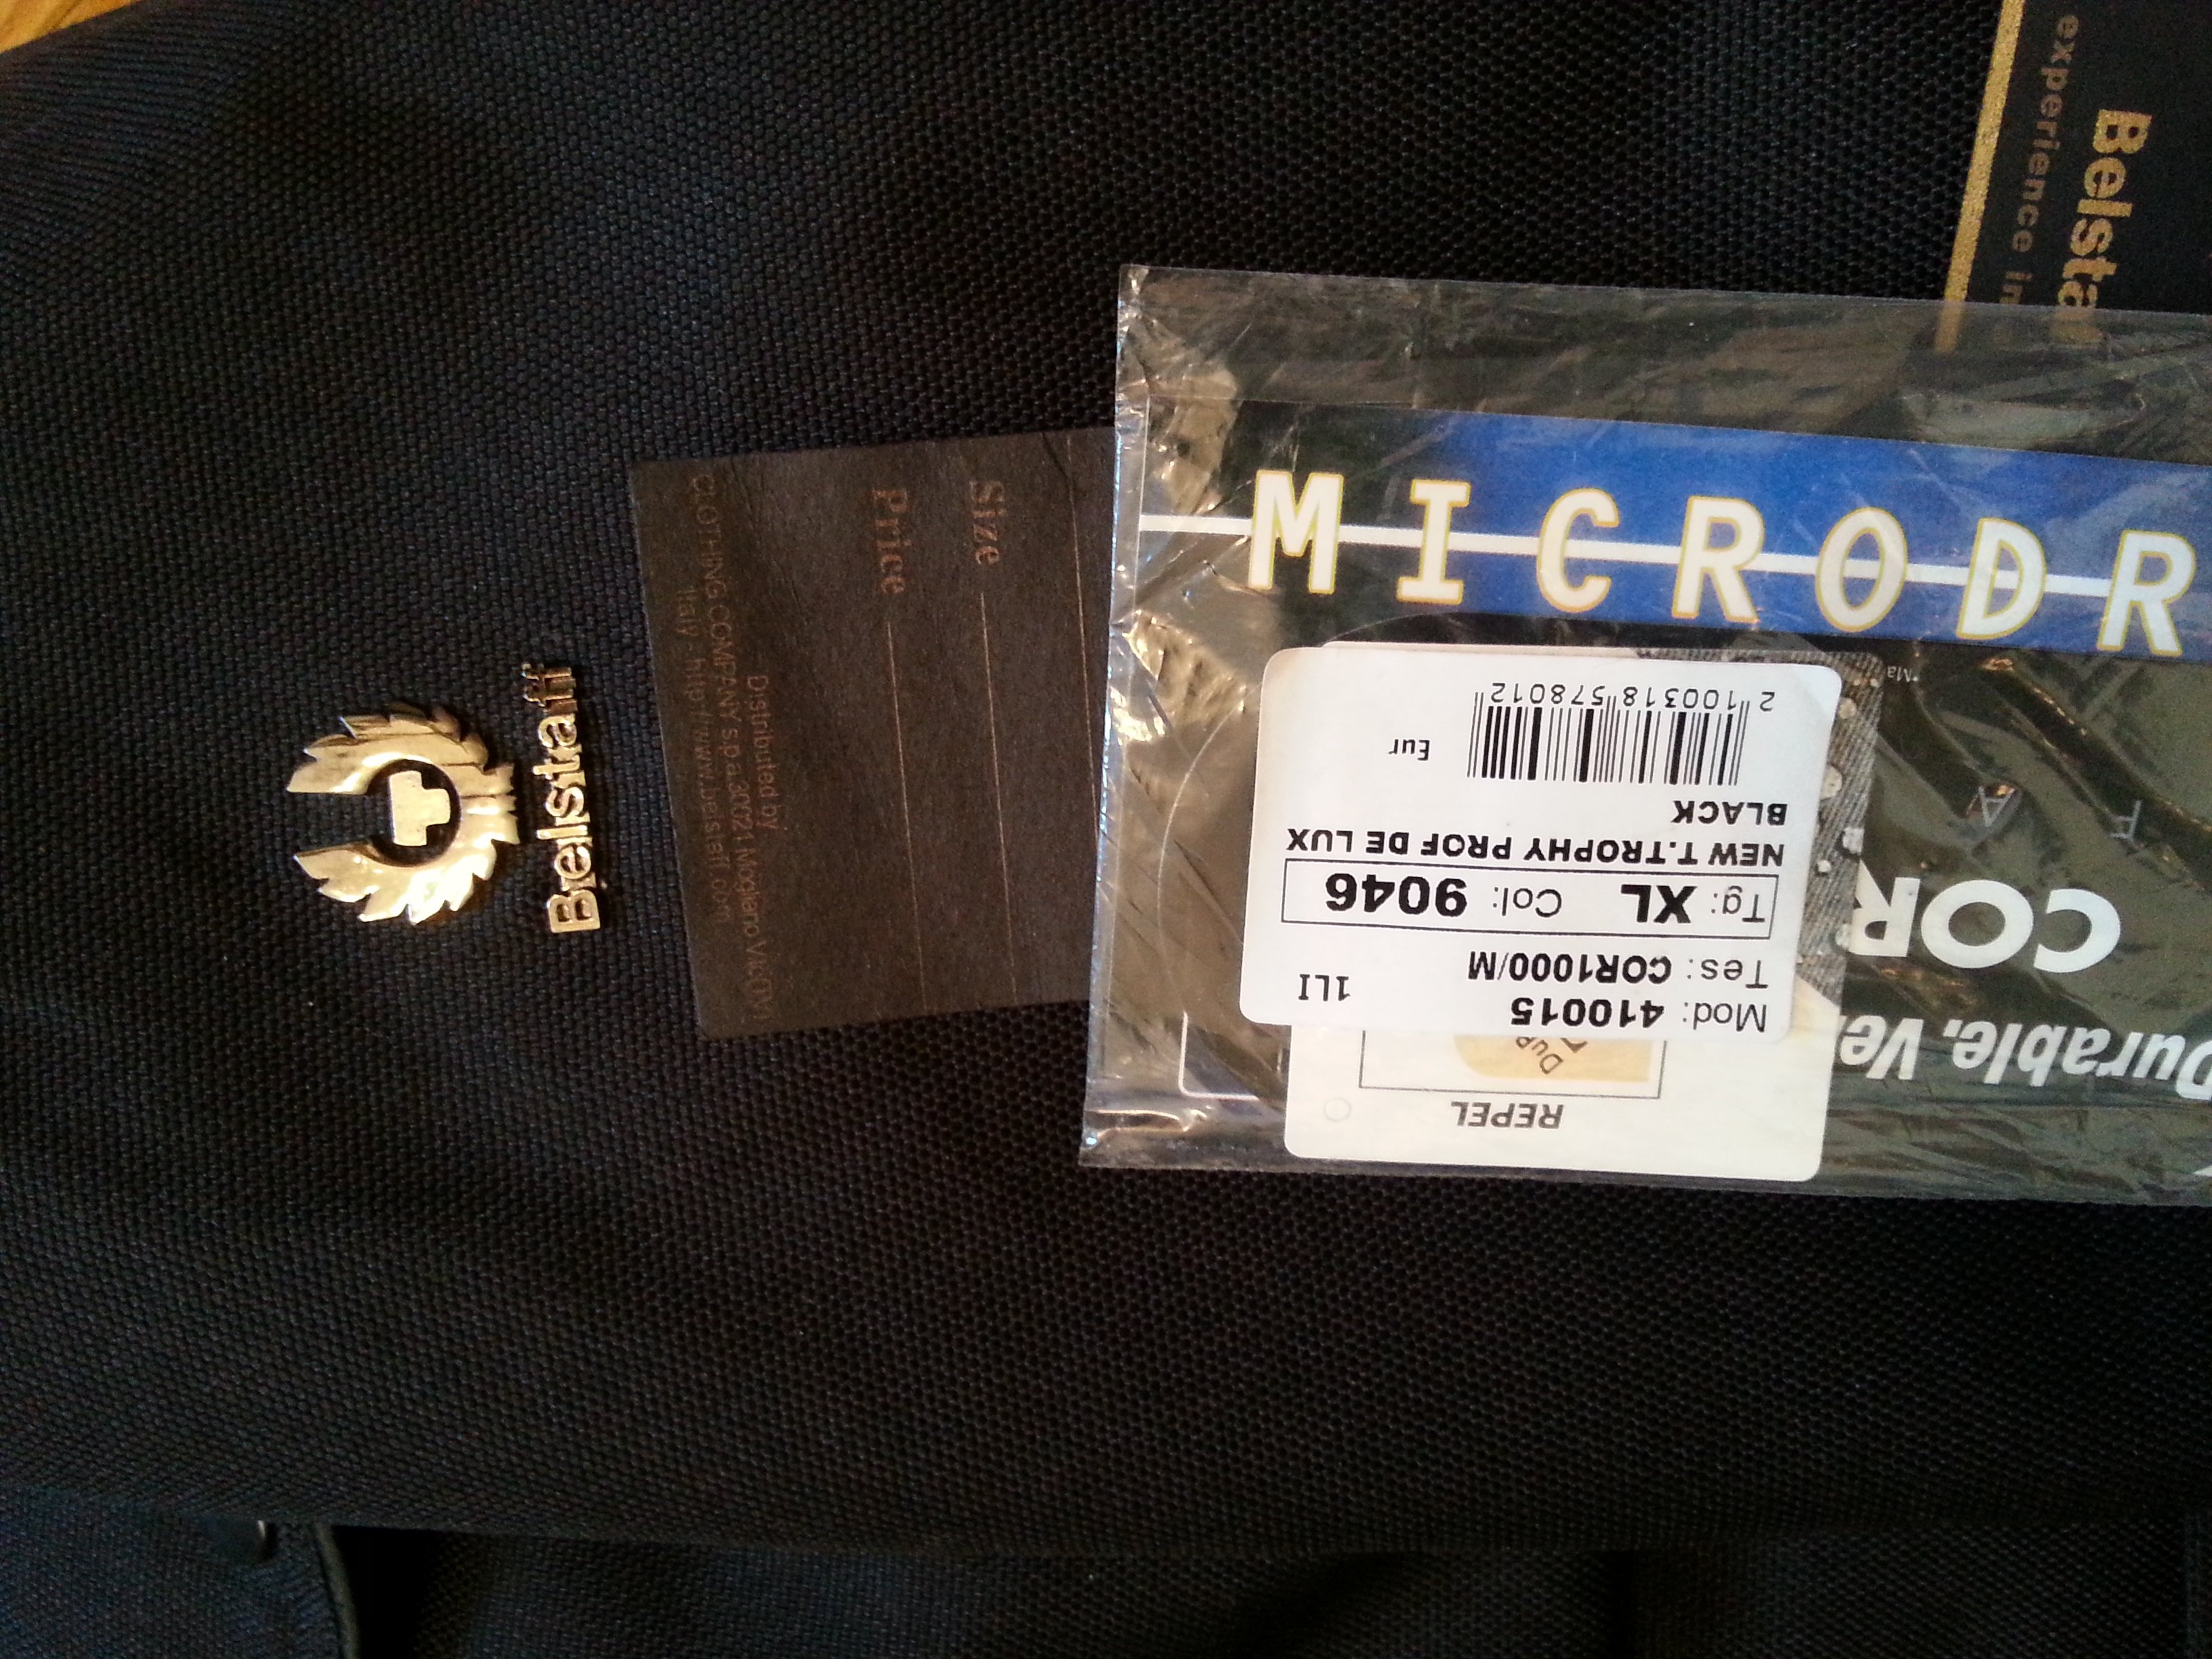 Belstaff
experience in
Belstaff
Size
Price
Distributed by
CLOTHING COMPANY s.p.a. 30021 Mogliano V.to (TV)
Italy - http://www.belstaff.com
MICRODR
Mod: 410015
1LI
Tes: COR1000/M
Tg: XL Col: 9046
NEW T.TROPHY PROF DE LUX
BLACK
Eur
2 100318 578012
REPEL
COR
Durable, Ve